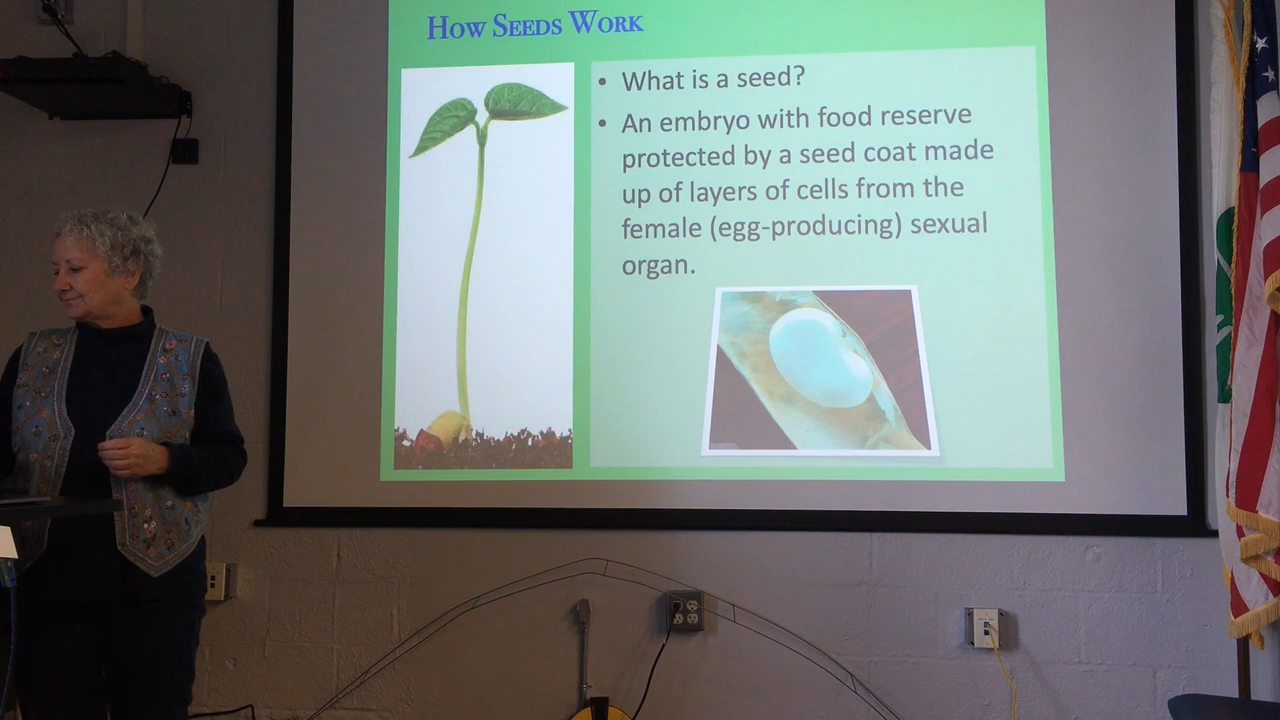 How Seeds Work
• What is a seed?
• An embryo with food reserve
protected by a seed coat made
up of layers of cells from the
female (egg-producing) sexual
organ.